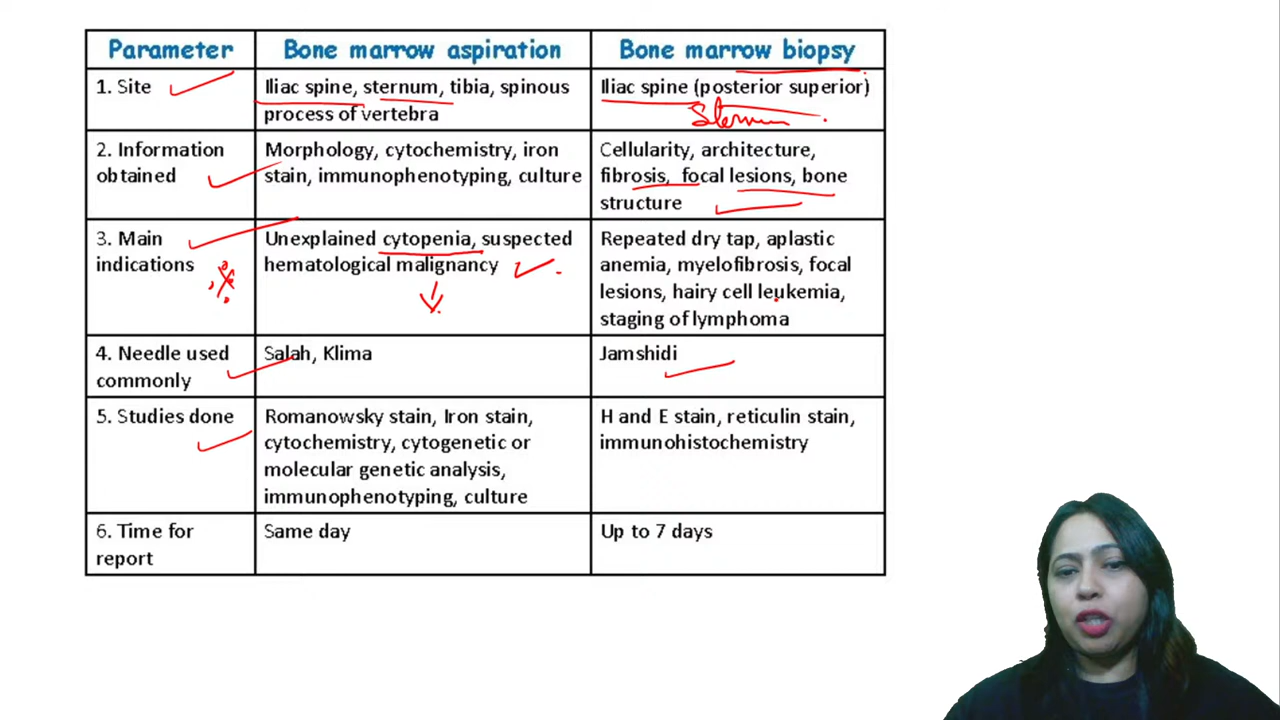 Parameter
Bone marrow aspiration
Bone marrow biopsy
1. Site
Iliac spine, sternum, tibia, spinous
process of vertebra
Iliac spine (posterior superior)
Sternum
2. Information
obtained
Morphology, cytochemistry, iron
stain, immunophenotyping, culture
Cellularity, architecture,
fibrosis, focal lesions, bone
structure
3. Main
indications
Unexplained cytopenia, suspected
hematological malignancy
Repeated dry tap, aplastic
anemia, myelofibrosis, focal
lesions, hairy cell leukemia,
staging of lymphoma
4. Needle used
commonly
Salah, Klima
Jamshidi
5. Studies done
Romanowsky stain, Iron stain,
cytochemistry, cytogenetic or
molecular genetic analysis,
immunophenotyping, culture
H and E stain, reticulin stain,
immunohistochemistry
6. Time for
report
Same day
Up to 7 days